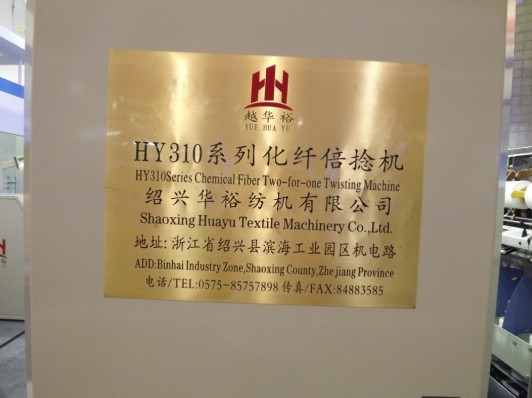 越华裕
YUE HUA YU
HY310系列化纤倍捻机
HY310Series Chemical Fiber Two-for-one Twisting Machine
绍兴华裕纺机有限公司
Shaoxing Huayu Textile Machinery Co.,Ltd.
地址: 浙江省绍兴县滨海工业园区机电路
ADD:Binhai Industry Zone,Shaoxing County,Zhe jiang Province
电话/TEL:0575-85757898 传真/FAX:84883585